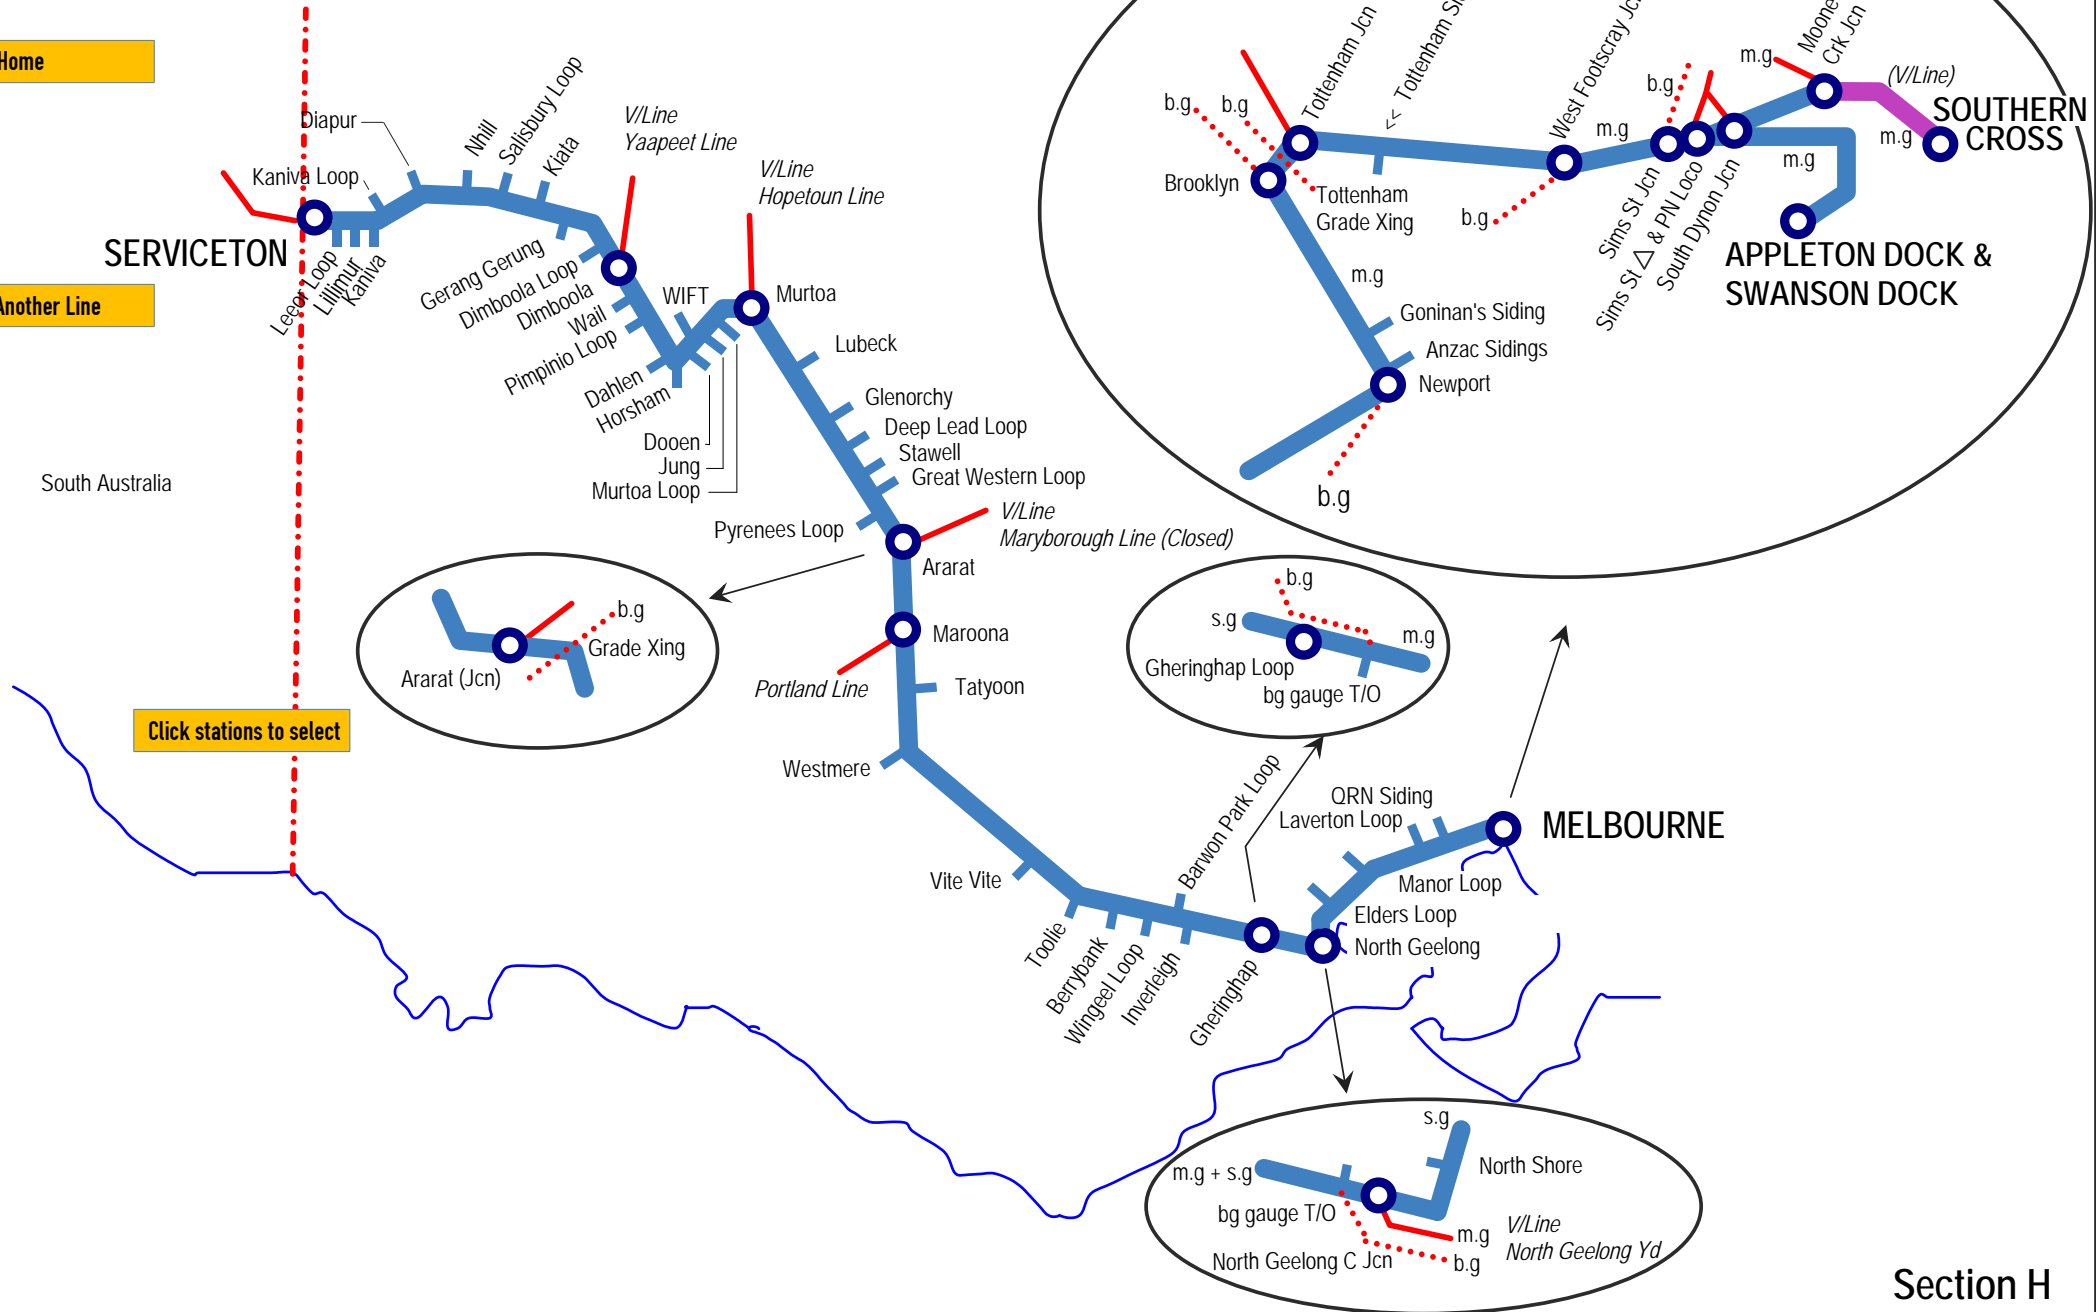 Home
Another Line
Click stations to select
South Australia
SERVICETON
Diapur
Kaniva Loop
Leeor Loop
Lillimur
Kaniva
Nhill
Salisbury Loop
Kiata
V/Line
Yaapeet Line
V/Line
Hopetoun Line
Gerang Gerung
Dimboola Loop
Dimboola
Wail
Pimpinio Loop
Dahlen
Horsham
WIFT
Murtoa
Dooen
Jung
Murtoa Loop
Lubeck
Glenorchy
Deep Lead Loop
Stawell
Great Western Loop
Pyrenees Loop
V/Line
Maryborough Line (Closed)
Ararat
Maroona
Portland Line
Tatyoon
Westmere
Vite Vite
Toolie
Berrybank
Wingeel Loop
Inverleigh
Barwon Park Loop
Gheringhap
North Geelong
Elders Loop
Manor Loop
Laverton Loop
QRN Siding
MELBOURNE
b.g
Grade Xing
Ararat (Jcn)
b.g
s.g
m.g
Gheringhap Loop
bg gauge T/O
s.g
North Shore
m.g + s.g
bg gauge T/O
m.g
V/Line
North Geelong Yd
North Geelong C Jcn
b.g
Tottenham Jcn
<< Tottenham
West Footscray Jcn
Crk Jcn
m.g
(V/Line)
SOUTHERN
CROSS
m.g
b.g
b.g
b.g
m.g
m.g
Brooklyn
Tottenham
Grade Xing
b.g
Sims St Jcn
Sims St △ & PN Loco
South Dynon Jcn
APPLETON DOCK &
SWANSON DOCK
m.g
Goninan's Siding
Anzac Sidings
Newport
b.g
Section H